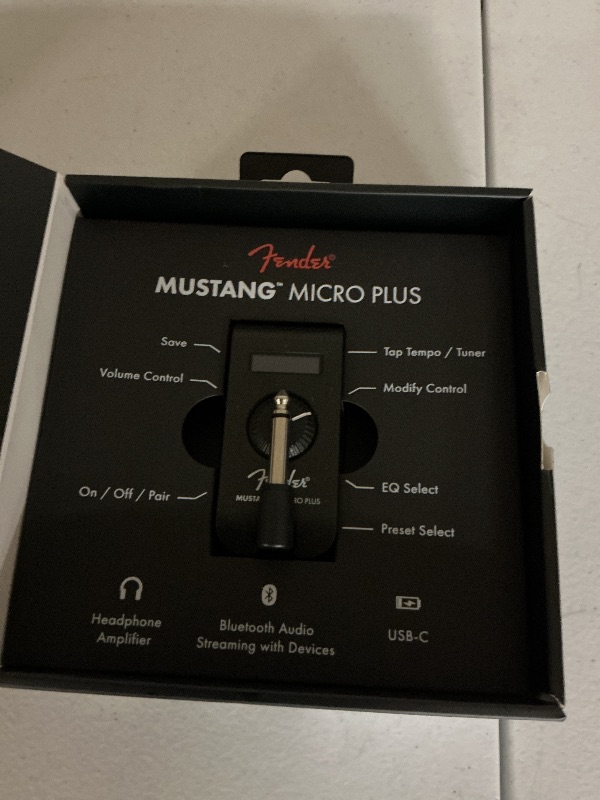 Fender®
MUSTANG™ MICRO PLUS
Save
Tap Tempo / Tuner
Volume Control
Modify Control
On / Off / Pair
EQ Select
Preset Select
Headphone
Amplifier
Bluetooth Audio
Streaming with Devices
USB-C